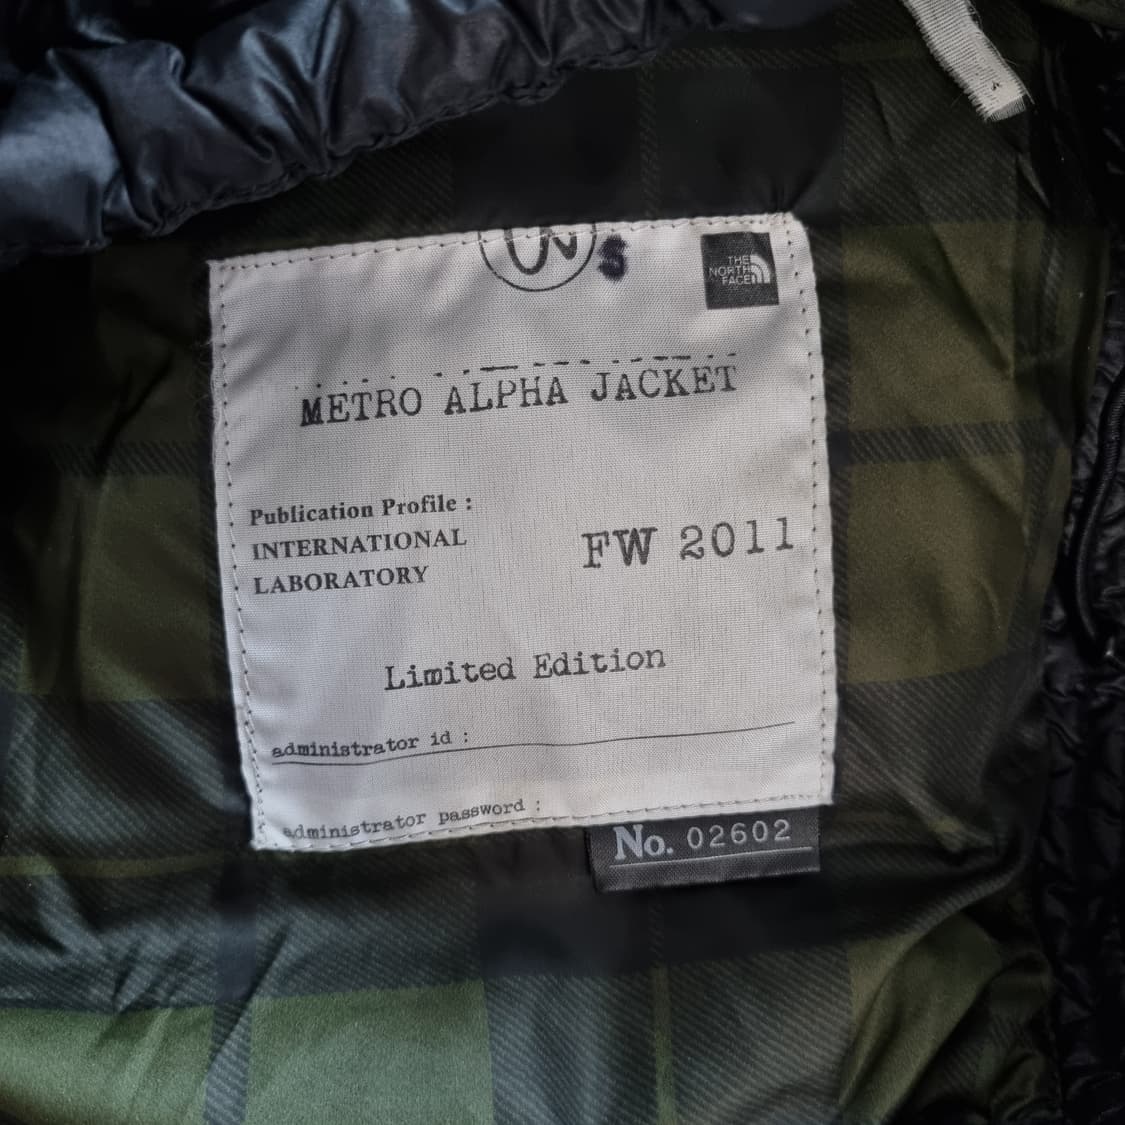 S
THE
NORTH
FACE
METRO ALPHA JACKET
Publication Profile :
INTERNATIONAL
LABORATORY
FW 2011
Limited Edition
administrator id :
administrator password :
No. 02602